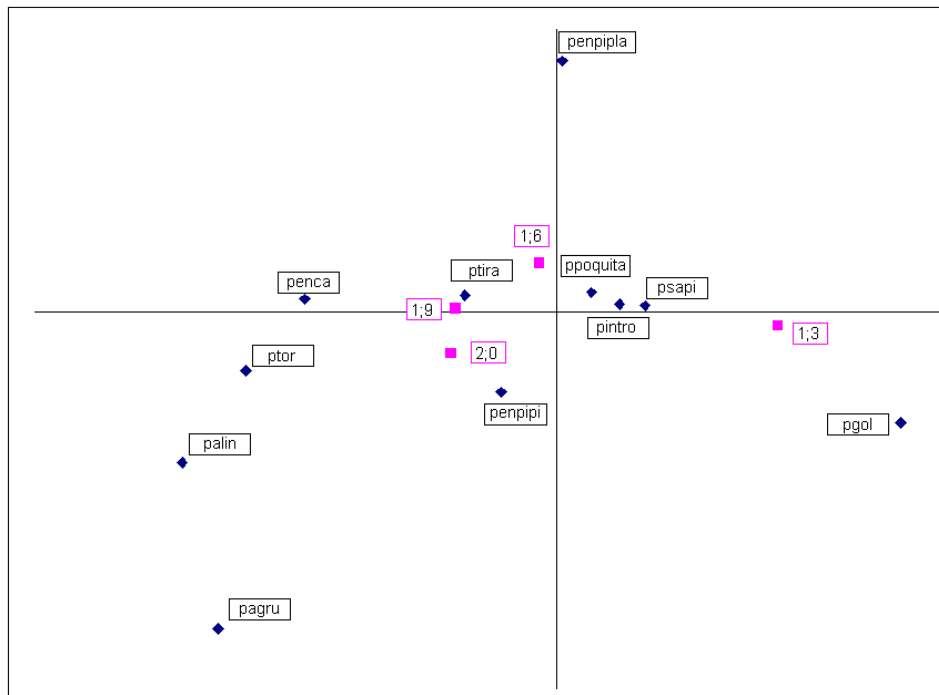 penpipla
1;6
ptira
ppoquita
penca
psapi
1;9
pintro
1;3
ptor
2;0
penpipi
pgol
palin
pagru